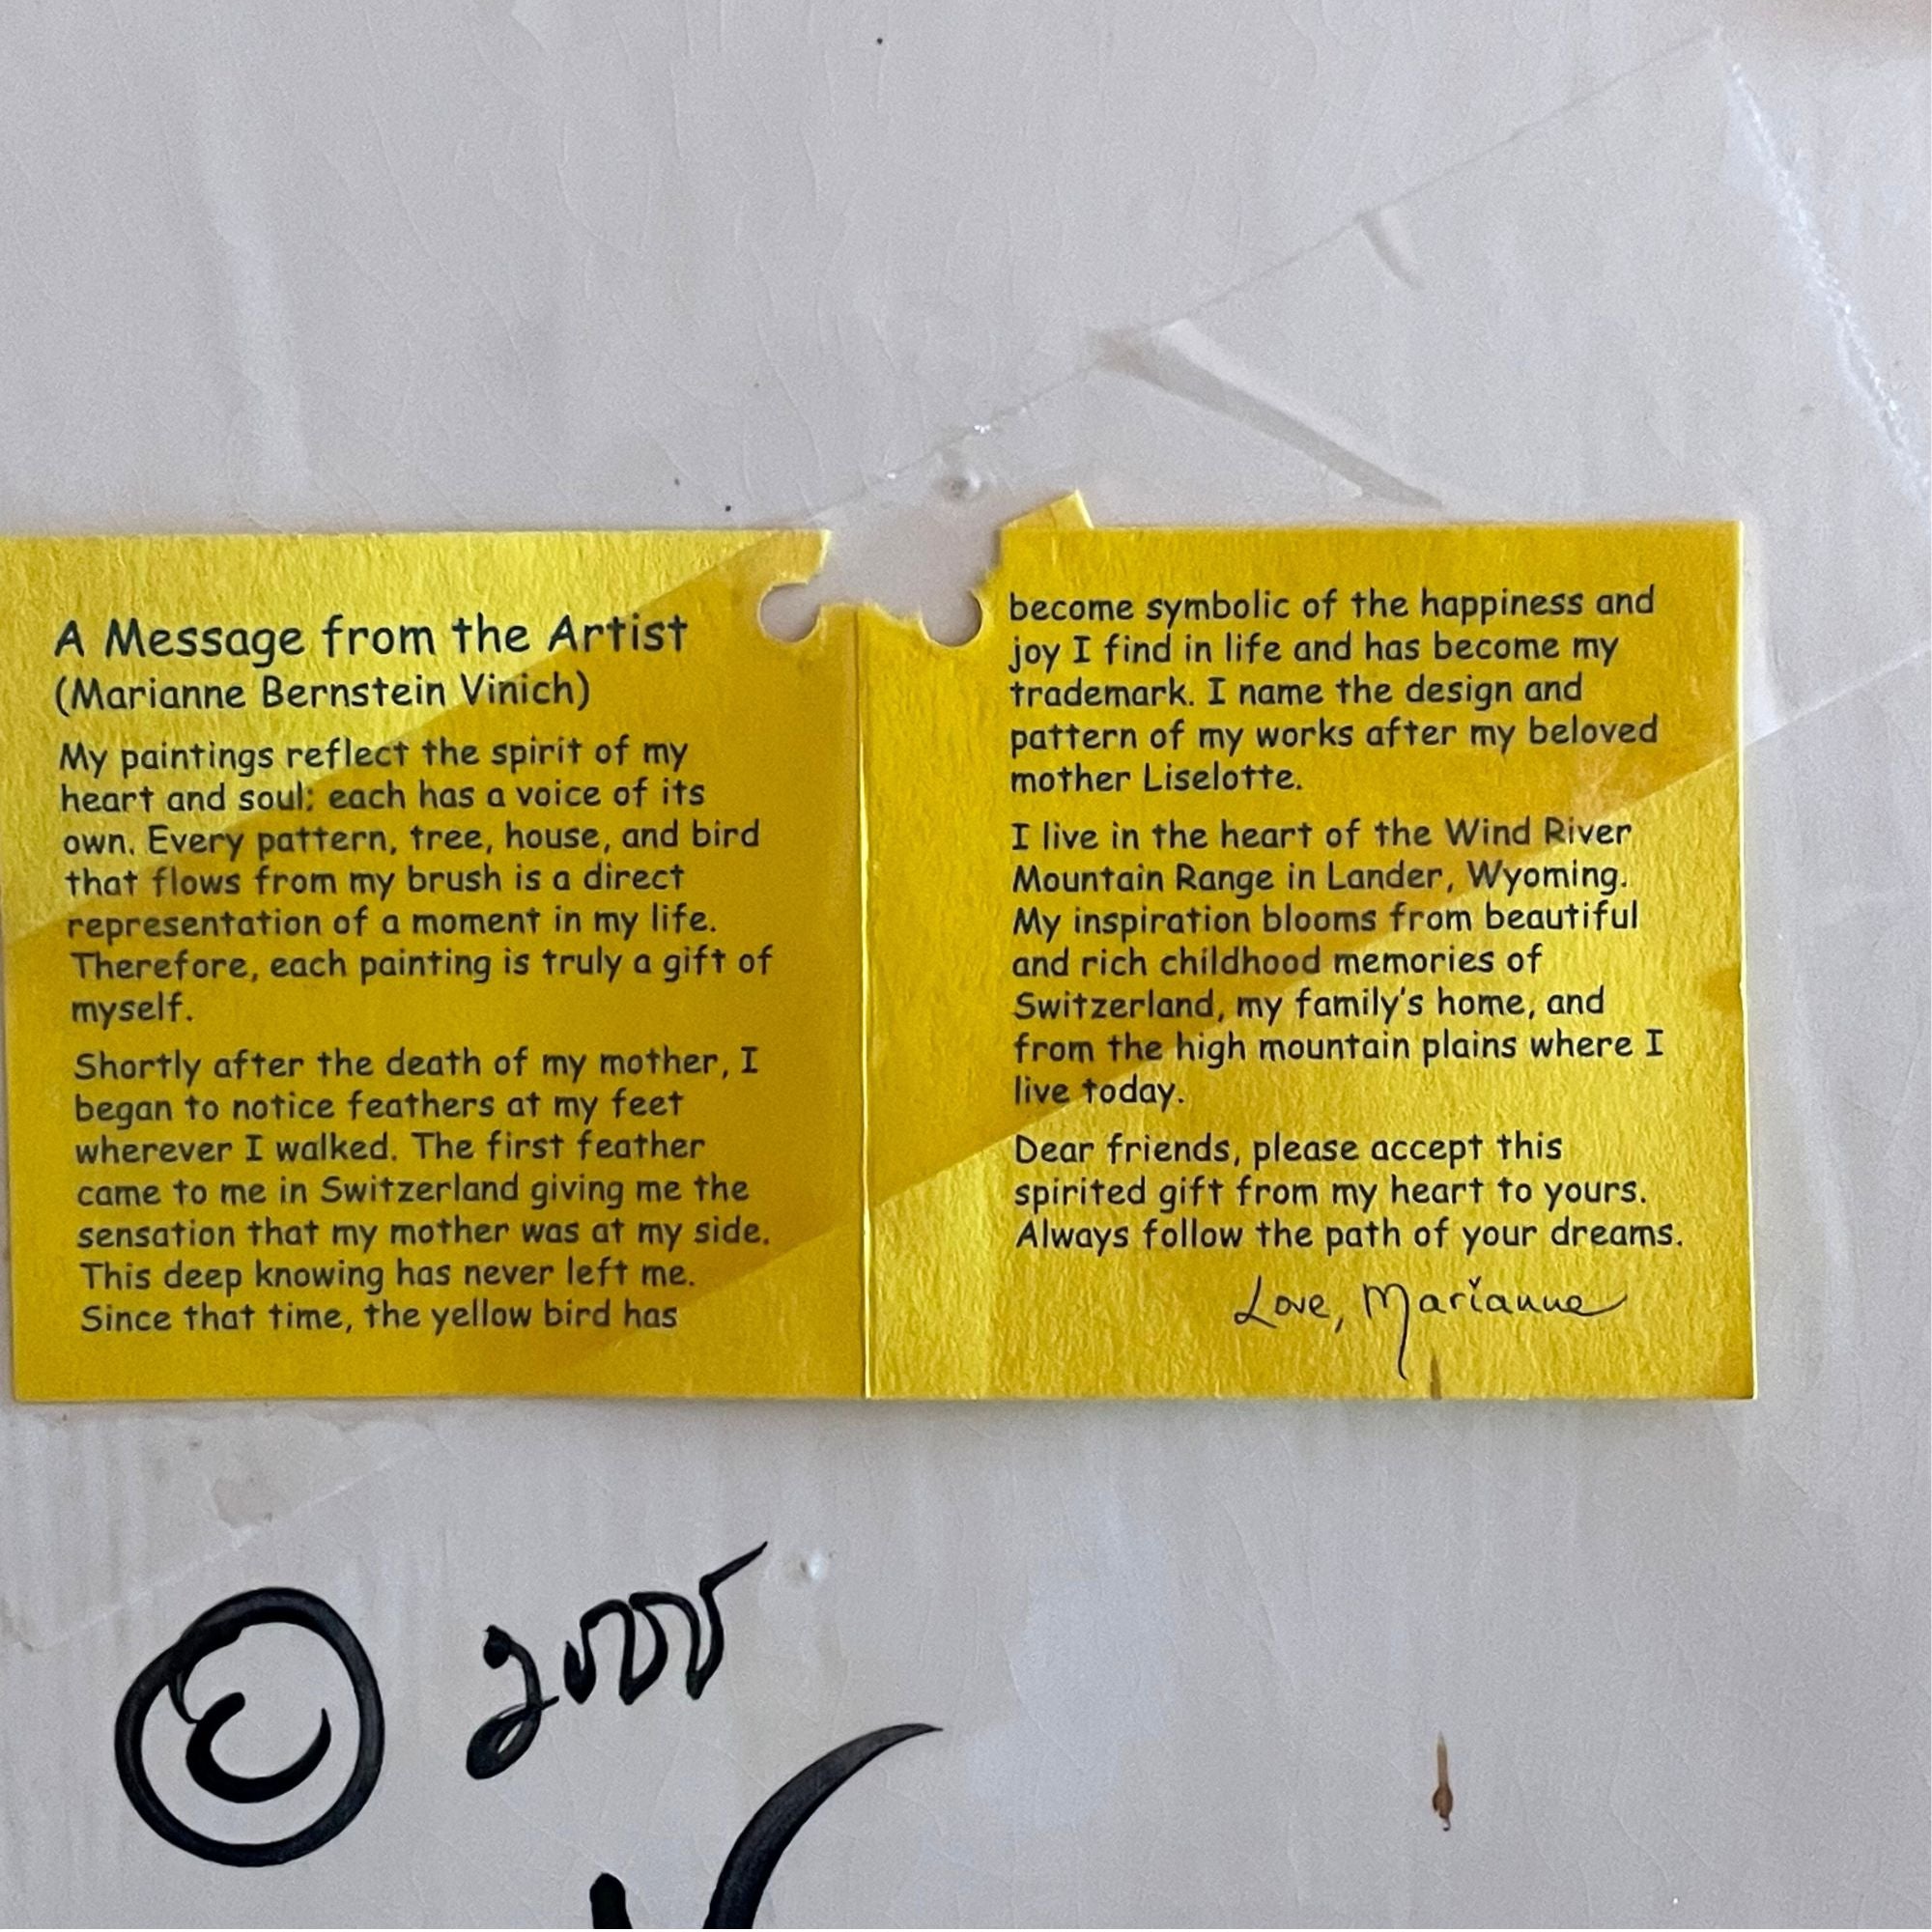 A Message from the Artist
(Marianne Bernstein Vinich)
My paintings reflect the spirit of my
heart and soul; each has a voice of its
own. Every pattern, tree, house, and bird
that flows from my brush is a direct
representation of a moment in my life.
Therefore, each painting is truly a gift of
myself.
Shortly after the death of my mother, I
began to notice feathers at my feet
wherever I walked. The first feather
came to me in Switzerland giving me the
sensation that my mother was at my side.
This deep knowing has never left me.
Since that time, the yellow bird has
become symbolic of the happiness and
joy I find in life and has become my
trademark. I name the design and
pattern of my works after my beloved
mother Liselotte.
I live in the heart of the Wind River
Mountain Range in Lander, Wyoming.
My inspiration blooms from beautiful
and rich childhood memories of
Switzerland, my family's home, and
from the high mountain plains where I
live today.
Dear friends, please accept this
spirited gift from my heart to yours.
Always follow the path of your dreams.
Love, Marianne
©